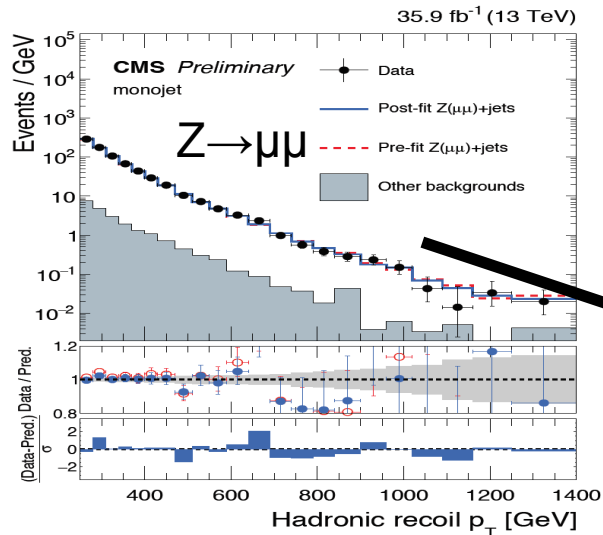 35.9 fb⁻¹ (13 TeV)
Events / GeV
10⁵
10⁴
10³
10²
10
1
10⁻¹
10⁻²
CMS Preliminary
monojet
Z→μμ
Data
Post-fit Z(μμ)+jets
Pre-fit Z(μμ)+jets
Other backgrounds
Data / Pred.
1.2
1.0
0.8
(Data-Pred.)
σ
2
0
−2
400 600 800 1000 1200 1400
Hadronic recoil p_T [GeV]